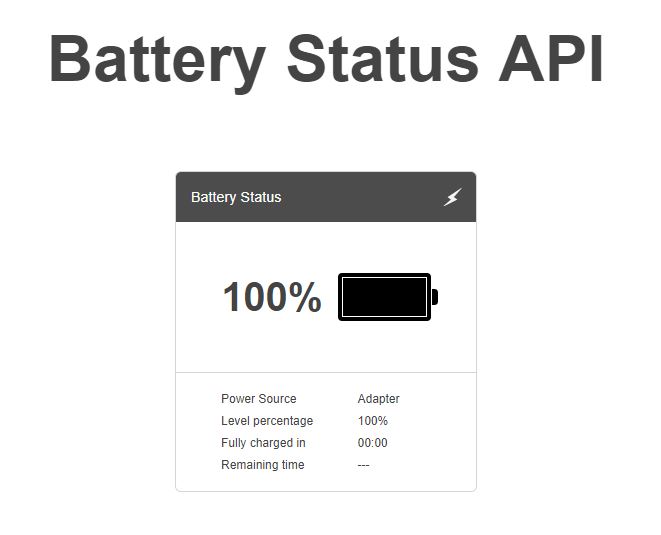 Battery Status API
Battery Status
100%
Power Source Adapter
Level percentage 100%
Fully charged in 00:00
Remaining time ---